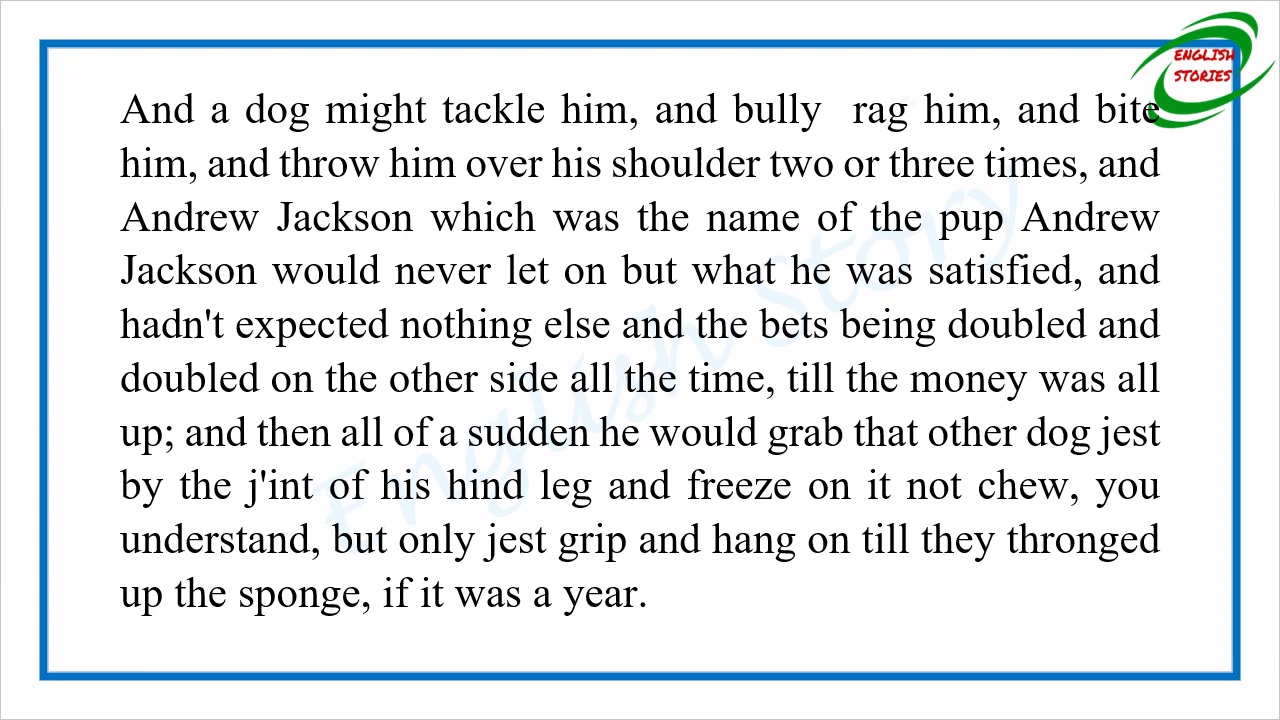 ENGLISH
STORIES
And a dog might tackle him, and bully  rag him, and bite
him, and throw him over his shoulder two or three times, and
Andrew Jackson which was the name of the pup Andrew
Jackson would never let on but what he was satisfied, and
hadn't expected nothing else and the bets being doubled and
doubled on the other side all the time, till the money was all
up; and then all of a sudden he would grab that other dog jest
by the j'int of his hind leg and freeze on it not chew, you
understand, but only jest grip and hang on till they thronged
up the sponge, if it was a year.
English Story